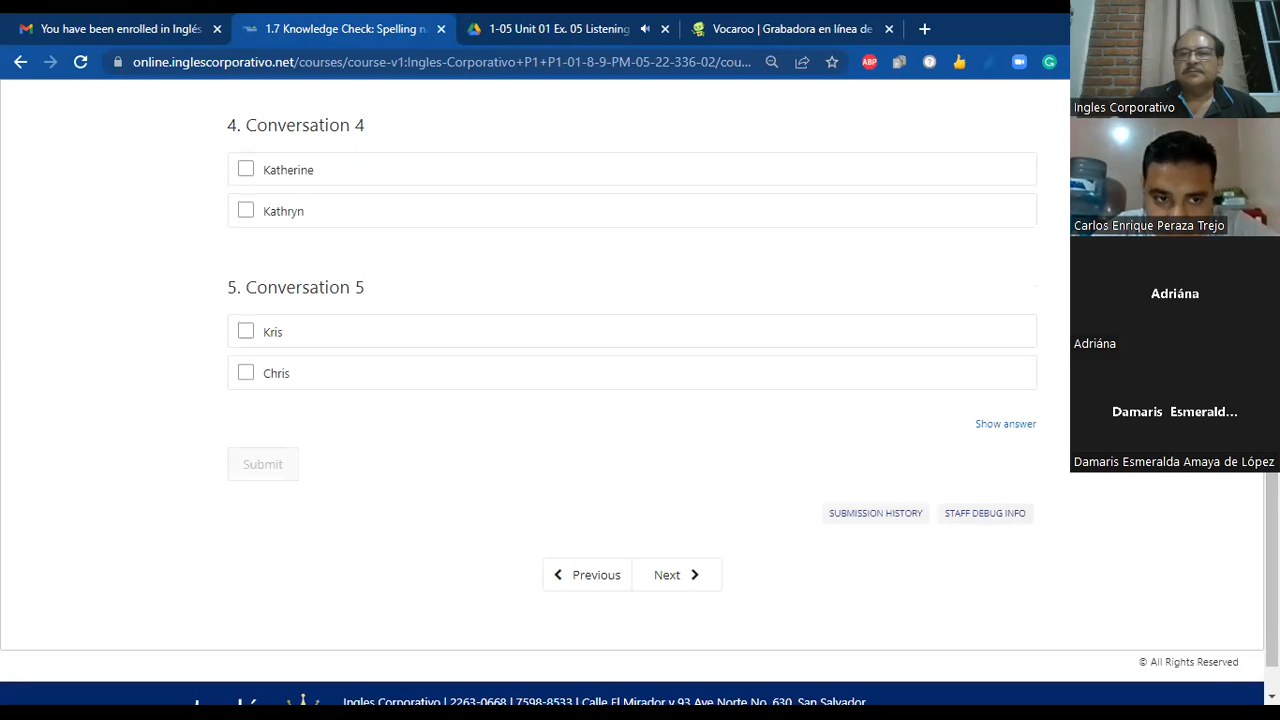 You have been enrolled in Inglés
1.7 Knowledge Check: Spelling n
1-05 Unit 01 Ex. 05 Listening
Vocaroo | Grabadora en línea de
online.inglescorporativo.net/courses/course-v1:Ingles-Corporativo+P1+P1-01-8-9-PM-05-22-336-02/cou...
ABP
4. Conversation 4
Katherine
Kathryn
5. Conversation 5
Kris
Chris
Show answer
Submit
SUBMISSION HISTORY
STAFF DEBUG INFO
Previous
Next
© All Rights Reserved
Ingles Corporativo | 2263-0668 | 7598-8533 | Calle El Mirador y 93 Ave Norte No. 630, San Salvador
Ingles Corporativo
Carlos Enrique Peraza Trejo
Adriána
Adriána
Damaris Esmerald...
Damaris Esmeralda Amaya de López